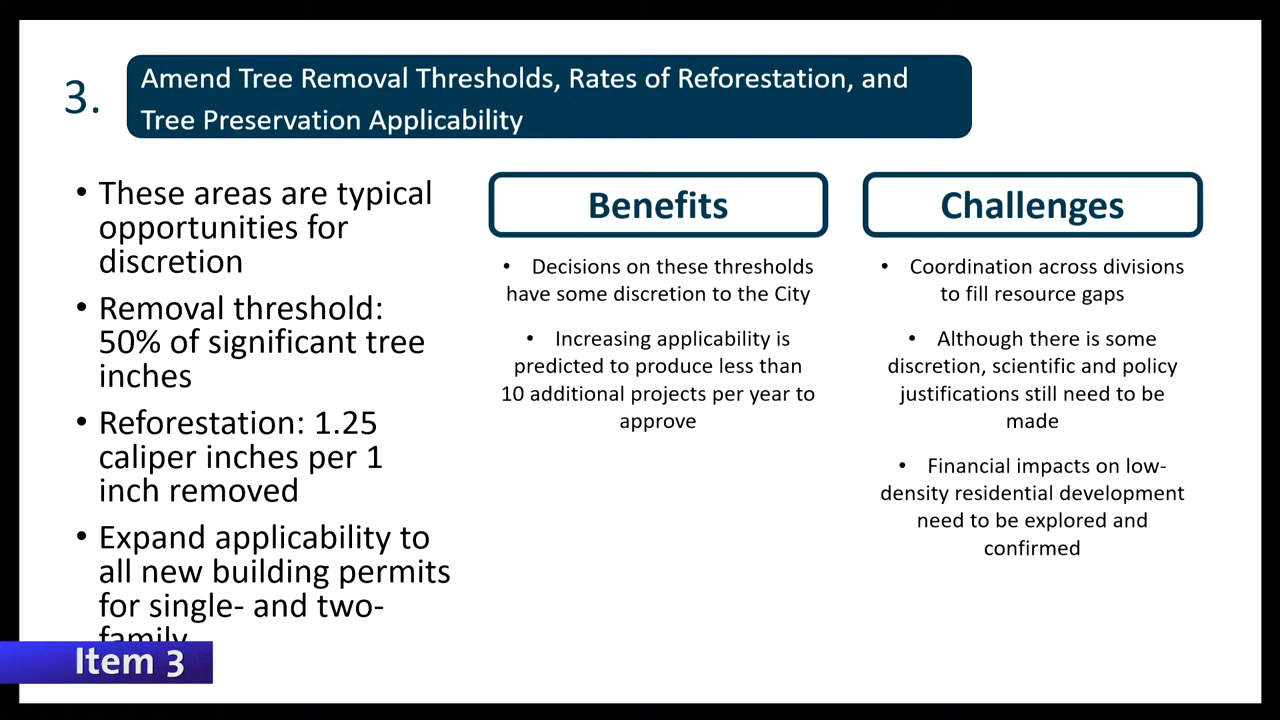 3.
Amend Tree Removal Thresholds, Rates of Reforestation, and
Tree Preservation Applicability
• These areas are typical
opportunities for
discretion
• Removal threshold:
50% of significant tree
inches
• Reforestation: 1.25
caliper inches per 1
inch removed
• Expand applicability to
all new building permits
for single- and two-
family
Benefits
• Decisions on these thresholds
have some discretion to the City
• Increasing applicability is
predicted to produce less than
10 additional projects per year to
approve
Challenges
• Coordination across divisions
to fill resource gaps
• Although there is some
discretion, scientific and policy
justifications still need to be
made
• Financial impacts on low-
density residential development
need to be explored and
confirmed
Item 3